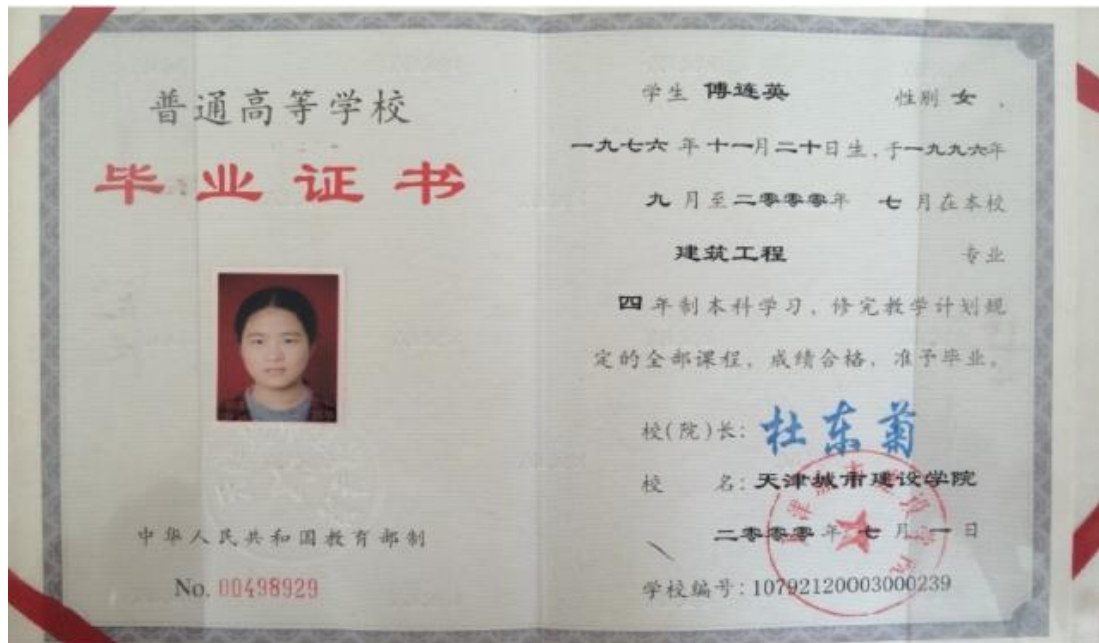 普通高等学校
毕业证书
中华人民共和国教育部制
No. 00498929
学生 傅连英 性别 女 ,
一九七六 年 十一月 二十日生,于一九九六年
九 月至二零零零年 七 月在本校
建筑工程 专业
四 年制本科学习,修完教学计划规
定的全部课程,成绩合格,准予毕业。
校(院)长: 杜东菊
校 名: 天津城市建设学院
二零零零 年 七 月 一 日
学校编号: 10792120003000239